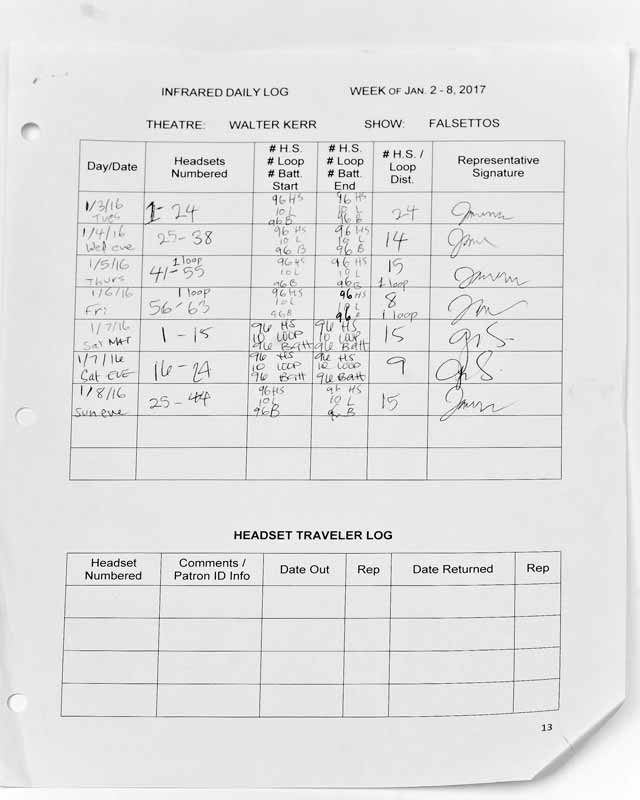 INFRARED DAILY LOG WEEK OF JAN. 2 - 8, 2017
THEATRE: WALTER KERR SHOW: FALSETTOS
Day/Date Headsets Numbered # H.S. # Loop # Batt. Start # H.S. # Loop # Batt. End # H.S. / Loop Dist. Representative Signature
1/3/16 Tues 1-24 96 HS 10 L 96 B 96 HS 10 L 96 B 24
1/4/16 Wed eve 25-38 96 HS 10 L 96 B 96 HS 10 L 96 B 14
1/5/16 Thurs 1 loop 41-55 96 HS 10 L 96 B 96 HS 10 L 96 B 15 1 loop
1/6/16 Fri 1 loop 56-63 96 HS 10 L 96 B 96 HS 10 L 96 8 1 loop
1/7/16 Sat MAT 1-15 96 HS 10 LOOP 96 Batt 96 HS 10 LOOP 96 Batt 15
1/7/16 Sat EVE 16-24 96 HS 10 LOOP 96 Batt 96 HS 10 LOOP 96 Batt 9
1/8/16 Sun eve 25-44 96 HS 10 L 96 B 96 HS 10 L B 15
HEADSET TRAVELER LOG
Headset Numbered Comments / Patron ID Info Date Out Rep Date Returned Rep
13